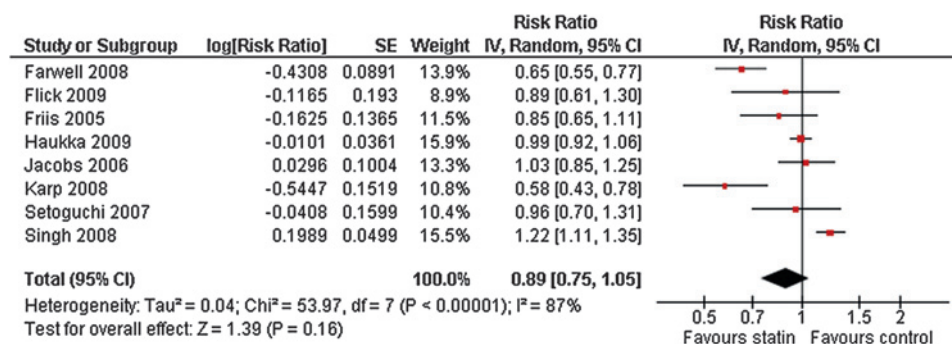 Risk Ratio Risk Ratio
Study or Subgroup log[Risk Ratio] SE Weight IV, Random, 95% CI IV, Random, 95% CI
Farwell 2008 -0.4308 0.0891 13.9% 0.65 [0.55, 0.77]
Flick 2009 -0.1165 0.193 8.9% 0.89 [0.61, 1.30]
Friis 2005 -0.1625 0.1365 11.5% 0.85 [0.65, 1.11]
Haukka 2009 -0.0101 0.0361 15.9% 0.99 [0.92, 1.06]
Jacobs 2006 0.0296 0.1004 13.3% 1.03 [0.85, 1.25]
Karp 2008 -0.5447 0.1519 10.8% 0.58 [0.43, 0.78]
Setoguchi 2007 -0.0408 0.1599 10.4% 0.96 [0.70, 1.31]
Singh 2008 0.1989 0.0499 15.5% 1.22 [1.11, 1.35]
Total (95% CI) 100.0% 0.89 [0.75, 1.05]
Heterogeneity: Tau² = 0.04; Chi² = 53.97, df = 7 (P < 0.00001); I² = 87%
Test for overall effect: Z = 1.39 (P = 0.16)
0.5 0.7 1 1.5 2
Favours statin Favours control